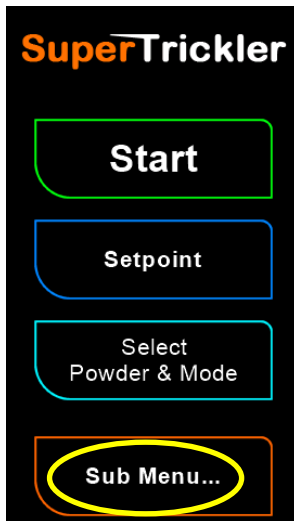 SuperTrickler
Start
Setpoint
Select
Powder & Mode
Sub Menu...